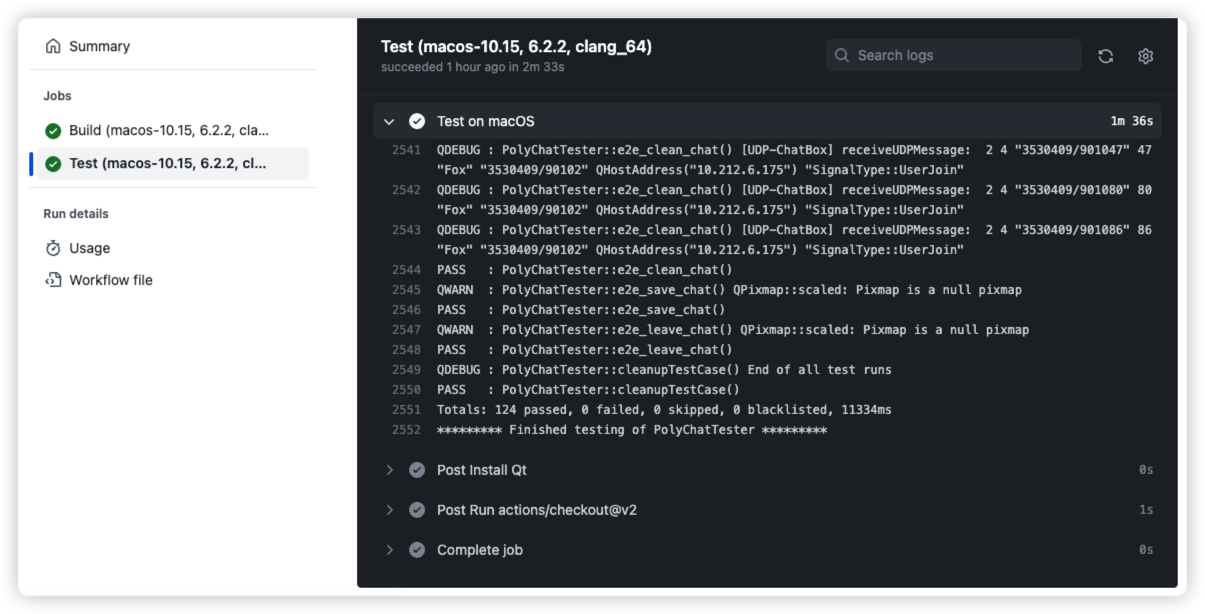 Summary
Jobs
Build (macos-10.15, 6.2.2, cla...
Test (macos-10.15, 6.2.2, cl...
Run details
Usage
Workflow file
Test (macos-10.15, 6.2.2, clang_64)
succeeded 1 hour ago in 2m 33s
Search logs
Test on macOS 1m 36s
2541 QDEBUG : PolyChatTester::e2e_clean_chat() [UDP-ChatBox] receiveUDPMessage:  2 4 "3530409/901047" 47
"Fox" "3530409/90102" QHostAddress("10.212.6.175") "SignalType::UserJoin"
2542 QDEBUG : PolyChatTester::e2e_clean_chat() [UDP-ChatBox] receiveUDPMessage:  2 4 "3530409/901080" 80
"Fox" "3530409/90102" QHostAddress("10.212.6.175") "SignalType::UserJoin"
2543 QDEBUG : PolyChatTester::e2e_clean_chat() [UDP-ChatBox] receiveUDPMessage:  2 4 "3530409/901086" 86
"Fox" "3530409/90102" QHostAddress("10.212.6.175") "SignalType::UserJoin"
2544 PASS   : PolyChatTester::e2e_clean_chat()
2545 QWARN  : PolyChatTester::e2e_save_chat() QPixmap::scaled: Pixmap is a null pixmap
2546 PASS   : PolyChatTester::e2e_save_chat()
2547 QWARN  : PolyChatTester::e2e_leave_chat() QPixmap::scaled: Pixmap is a null pixmap
2548 PASS   : PolyChatTester::e2e_leave_chat()
2549 QDEBUG : PolyChatTester::cleanupTestCase() End of all test runs
2550 PASS   : PolyChatTester::cleanupTestCase()
2551 Totals: 124 passed, 0 failed, 0 skipped, 0 blacklisted, 11334ms
2552 ********* Finished testing of PolyChatTester *********
Post Install Qt 0s
Post Run actions/checkout@v2 1s
Complete job 0s